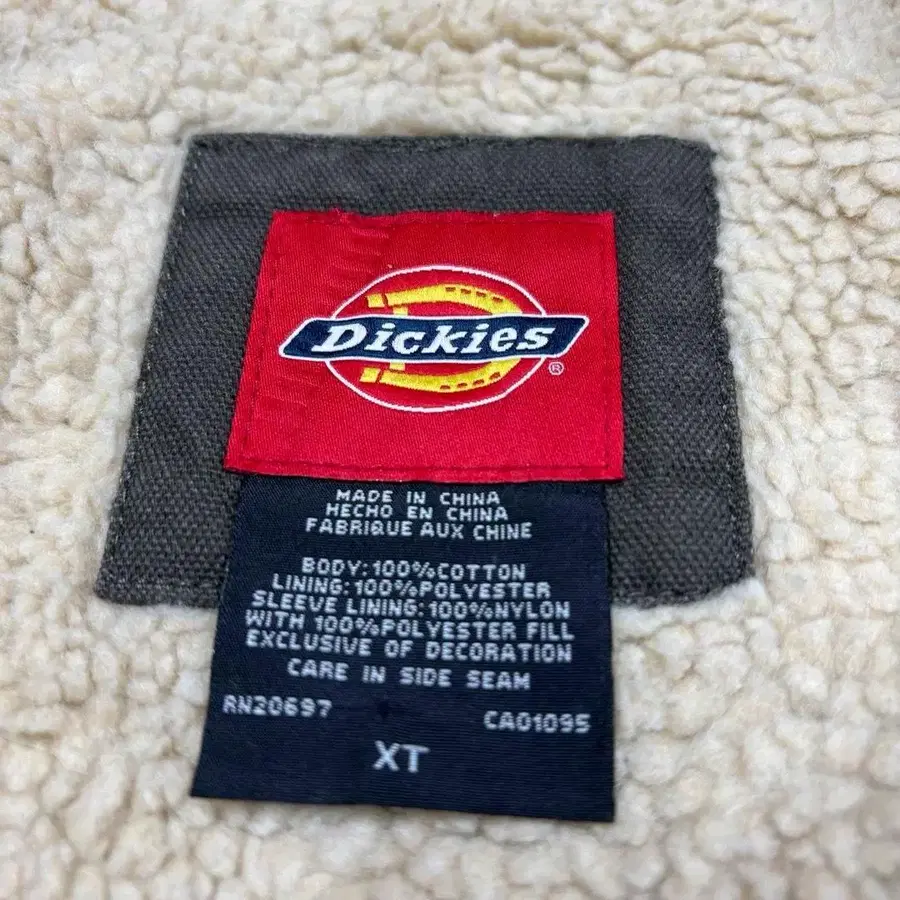 Dickies
®
MADE IN CHINA
HECHO EN CHINA
FABRIQUE AUX CHINE
BODY:100%COTTON
LINING:100%POLYESTER
SLEEVE LINING:100%NYLON
WITH 100%POLYESTER FILL
EXCLUSIVE OF DECORATION
CARE IN SIDE SEAM
RN20697 CA01095
XT